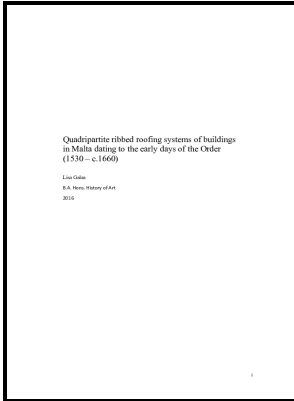 Quadripartite ribbed roofing systems of buildings
in Malta dating to the early days of the Order
(1530 – c.1660)
Lisa Galea
B.A. Hons. History of Art
2016
1